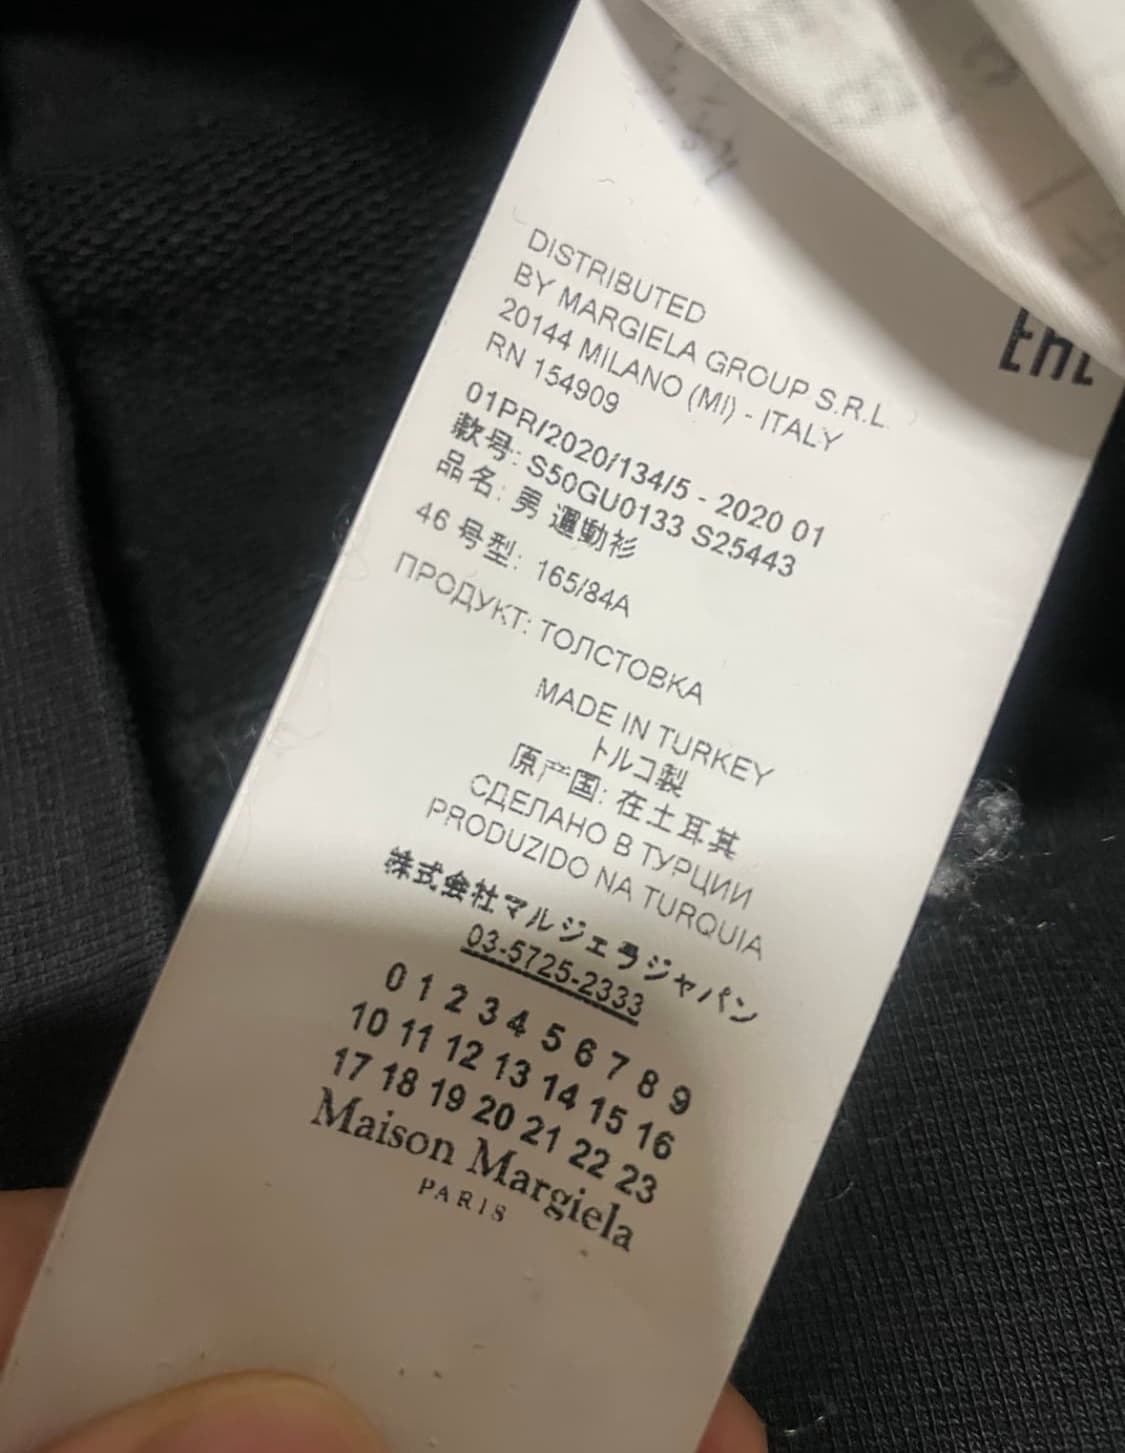 DISTRIBUTED
BY MARGIELA GROUP S.R.L.
20144 MILANO (MI) - ITALY
RN 154909
01PR/2020/134/5 - 2020 01
款号: S50GU0133 S25443
品名: 男 運動衫
46 号型: 165/84A
ПРОДУКТ: ТОЛСТОВКА
MADE IN TURKEY
トルコ製
原产国: 在土耳其
СДЕЛАНО В ТУРЦИИ
PRODUZIDO NA TURQUIA
株式会社マルジェラジャパン
03-5725-2333
0 1 2 3 4 5 6 7 8 9
10 11 12 13 14 15 16
17 18 19 20 21 22 23
Maison Margiela
PARIS
EAC